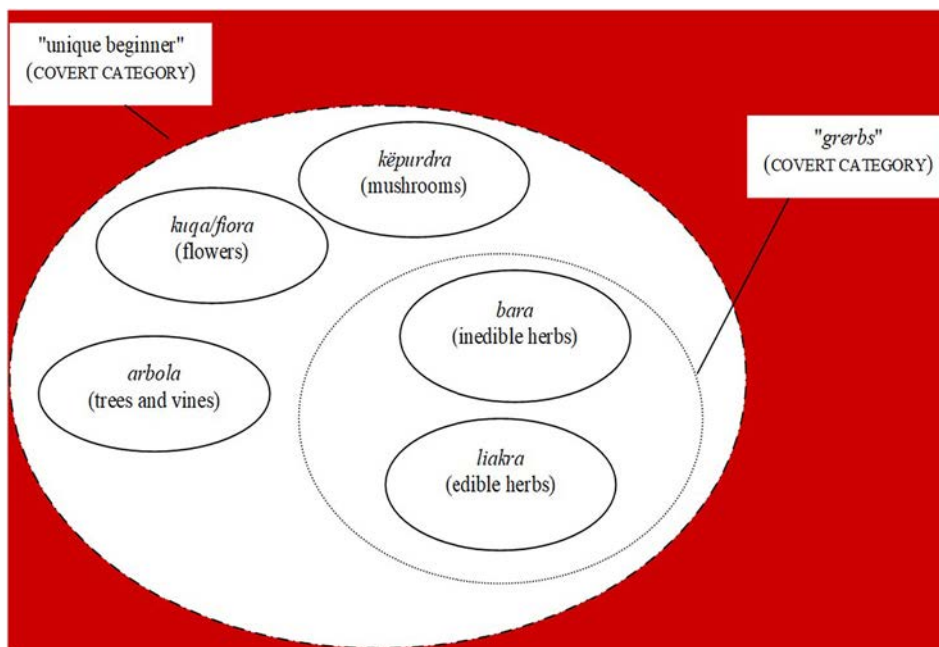 "unique beginner"
(COVERT CATEGORY)
"grerbs"
(COVERT CATEGORY)
këpurdra
(mushrooms)
kuqa/fiora
(flowers)
bara
(inedible herbs)
arbola
(trees and vines)
liakra
(edible herbs)